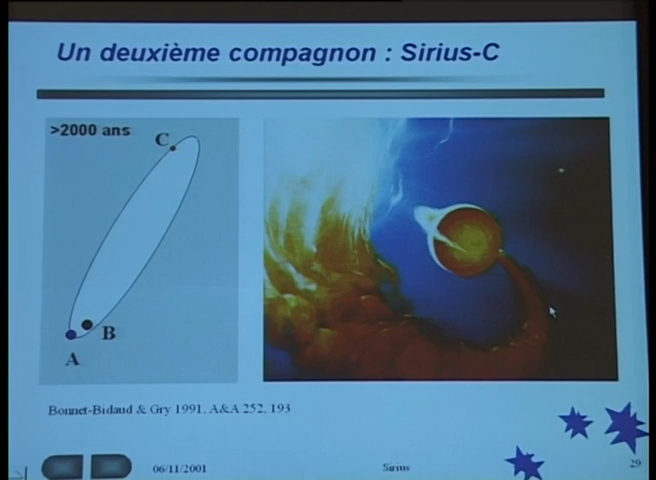 Un deuxième compagnon : Sirius-C
>2000 ans
C
B
A
Bonnet-Bidaud & Gry 1991, A&A 252, 193
06/11/2001
Sirius
29